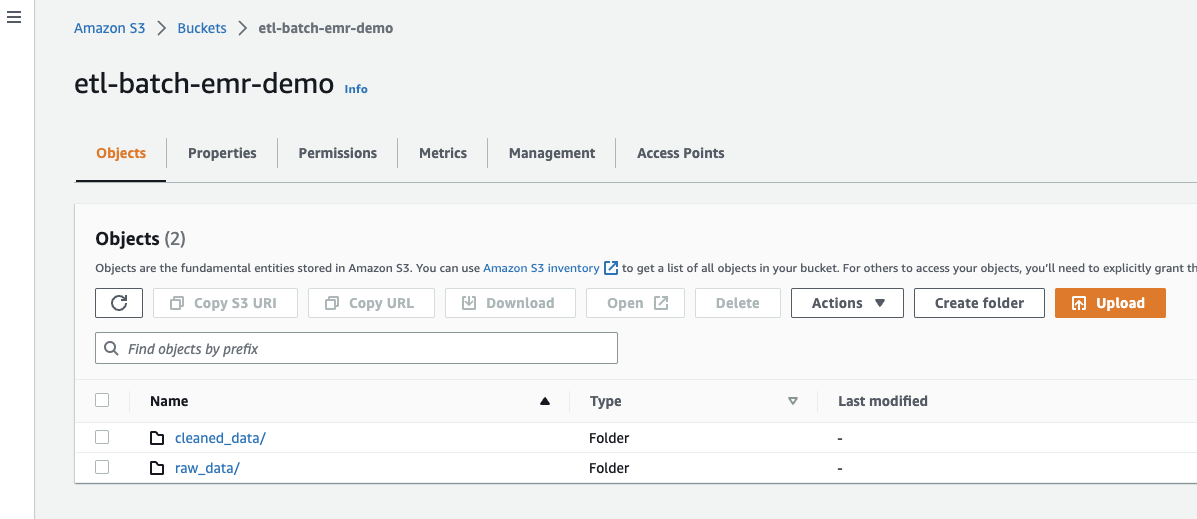 Amazon S3 > Buckets > etl-batch-emr-demo
etl-batch-emr-demo Info
Objects Properties Permissions Metrics Management Access Points
Objects (2)
Objects are the fundamental entities stored in Amazon S3. You can use Amazon S3 inventory to get a list of all objects in your bucket. For others to access your objects, you'll need to explicitly grant th
Copy S3 URI Copy URL Download Open Delete Actions Create folder Upload
Find objects by prefix
Name Type Last modified
cleaned_data/ Folder -
raw_data/ Folder -